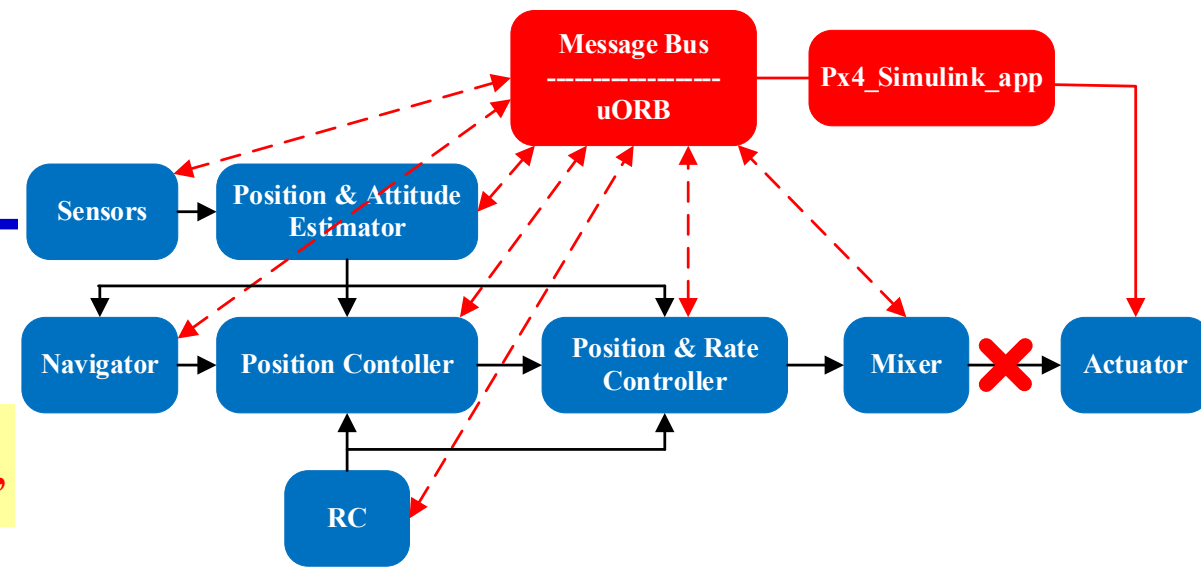 Message Bus
--------------------
uORB
Px4_Simulink_app
Sensors
Position & Attitude
Estimator
Navigator
Position Contoller
Position & Rate
Controller
Mixer
Actuator
,
RC